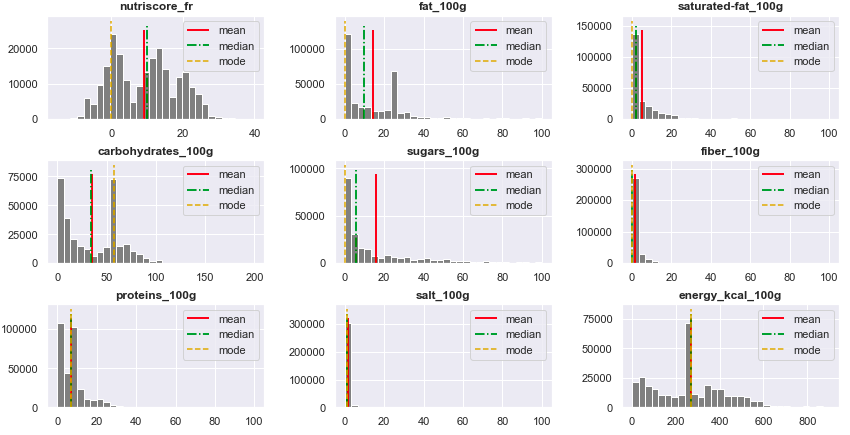 nutriscore_fr
20000
10000
0
0
20
40
mean
median
mode
fat_100g
100000
50000
0
0
20
40
60
80
100
mean
median
mode
saturated-fat_100g
150000
100000
50000
0
0
20
40
60
80
100
mean
median
mode
carbohydrates_100g
75000
50000
25000
0
0
50
100
150
200
mean
median
mode
sugars_100g
100000
50000
0
0
20
40
60
80
100
mean
median
mode
fiber_100g
300000
200000
100000
0
0
20
40
60
80
100
mean
median
mode
proteins_100g
100000
50000
0
0
20
40
60
80
100
mean
median
mode
salt_100g
300000
200000
100000
0
0
20
40
60
80
100
mean
median
mode
energy_kcal_100g
75000
50000
25000
0
0
200
400
600
800
mean
median
mode